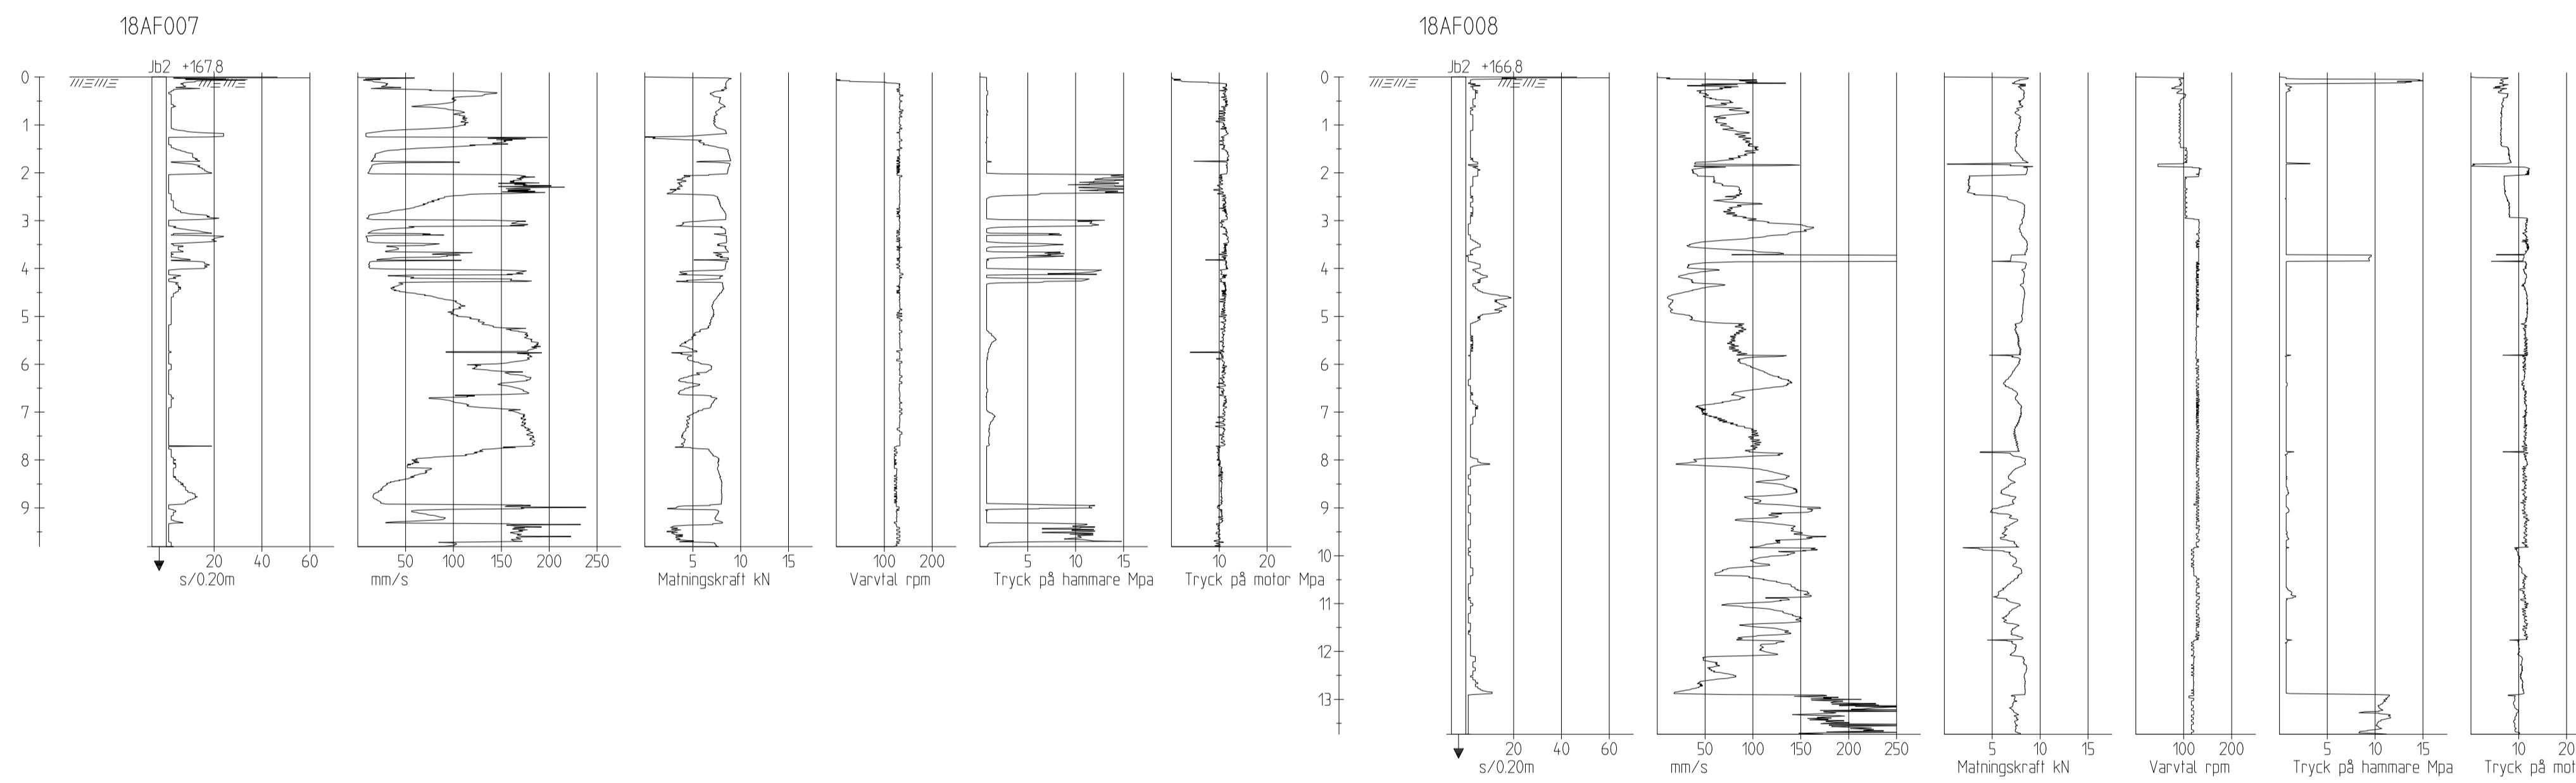 18AF007
18AF008
Jb2 +167,8
Jb2 +166,8
0
1
2
3
4
5
6
7
8
9
20 40 60
50 100 150 200 250
5 10 15
100 200
5 10 15
10 20
s/0.20m
mm/s
Matningskraft kN
Varvtal rpm
Tryck på hammare Mpa
Tryck på motor Mpa
0
1
2
3
4
5
6
7
8
9
10
11
12
13
20 40 60
50 100 150 200 250
5 10 15
100 200
5 10 15
10 20
s/0.20m
mm/s
Matningskraft kN
Varvtal rpm
Tryck på hammare Mpa
Tryck på mot